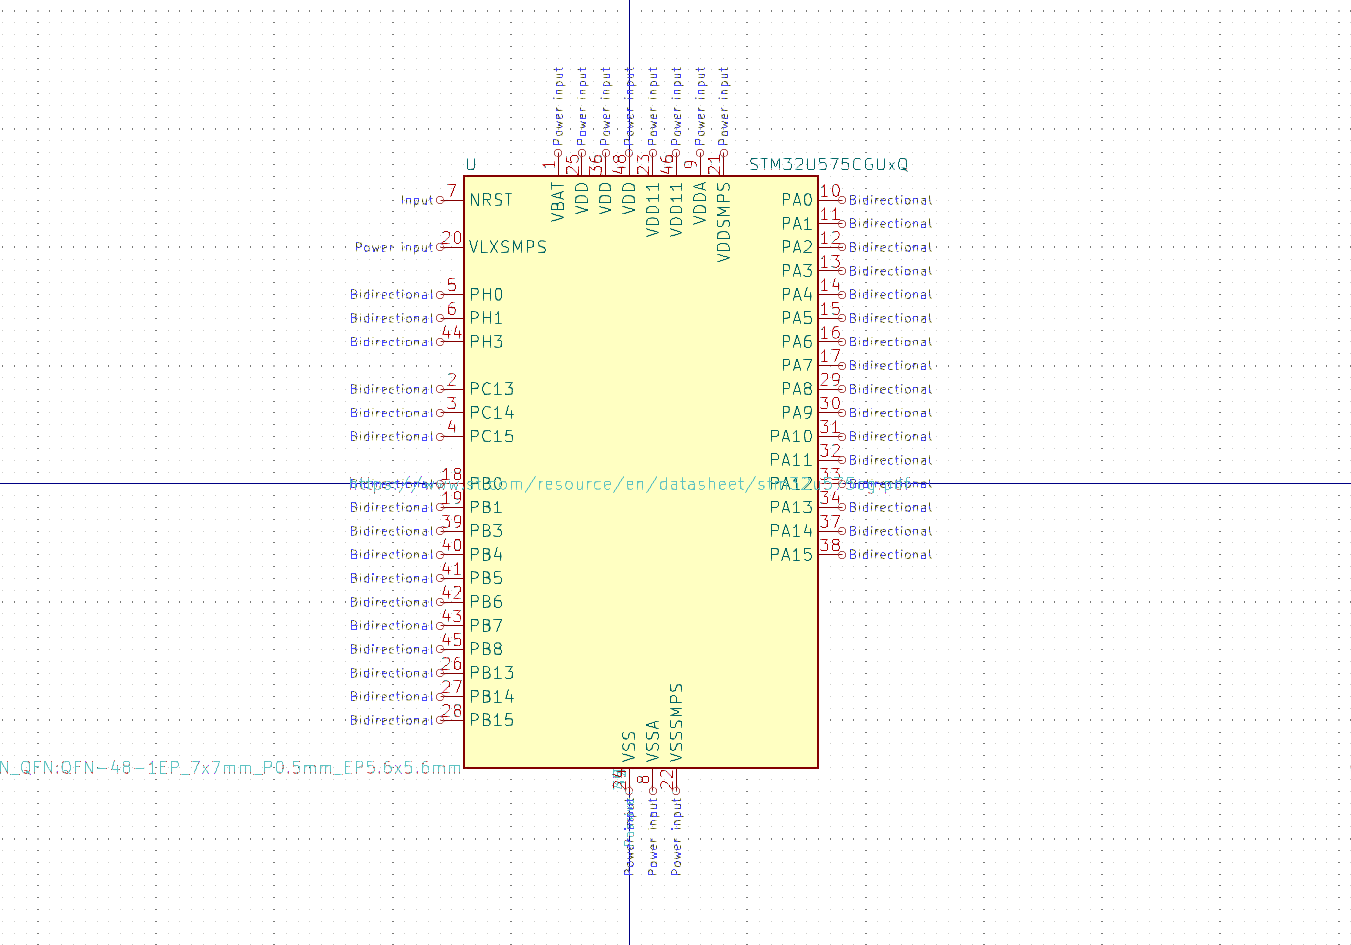 Power input Power input Power input Power input Power input Power input Power input Power input
1 25 36 48 23 46 9 21
U STM32U575CGUxQ
VBAT VDD VDD VDD VDD11 VDD11 VDDA VDDSMPS
Input 7 NRST PA0 10 Bidirectional
PA1 11 Bidirectional
Power input 20 VLXSMPS PA2 12 Bidirectional
PA3 13 Bidirectional
Bidirectional 5 PH0 PA4 14 Bidirectional
Bidirectional 6 PH1 PA5 15 Bidirectional
Bidirectional 44 PH3 PA6 16 Bidirectional
PA7 17 Bidirectional
Bidirectional 2 PC13 PA8 29 Bidirectional
Bidirectional 3 PC14 PA9 30 Bidirectional
Bidirectional 4 PC15 PA10 31 Bidirectional
PA11 32 Bidirectional
Bidirectional 18 PB0 PA12 33 Bidirectional
https://www.st.com/resource/en/datasheet/stm32u575cg.pdf
Bidirectional 19 PB1 PA13 34 Bidirectional
Bidirectional 39 PB3 PA14 37 Bidirectional
Bidirectional 40 PB4 PA15 38 Bidirectional
Bidirectional 41 PB5
Bidirectional 42 PB6
Bidirectional 43 PB7
Bidirectional 45 PB8
Bidirectional 26 PB13
Bidirectional 27 PB14
Bidirectional 28 PB15
VSS VSSA VSSSMPS
N_QFN:QFN-48-1EP_7x7mm_P0.5mm_EP5.6x5.6mm
8 22
Power input Power input Power input